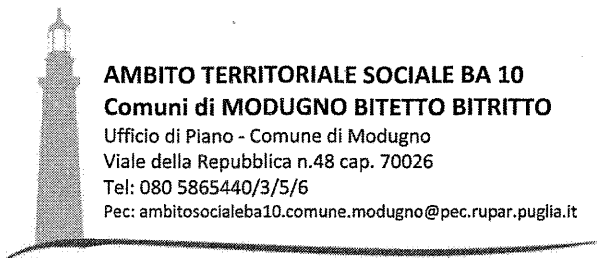 AMBITO TERRITORIALE SOCIALE BA 10
Comuni di MODUGNO BITETTO BITRITTO
Ufficio di Piano - Comune di Modugno
Viale della Repubblica n.48 cap. 70026
Tel: 080 5865440/3/5/6
Pec: ambitosocialeba10.comune.modugno@pec.rupar.puglia.it